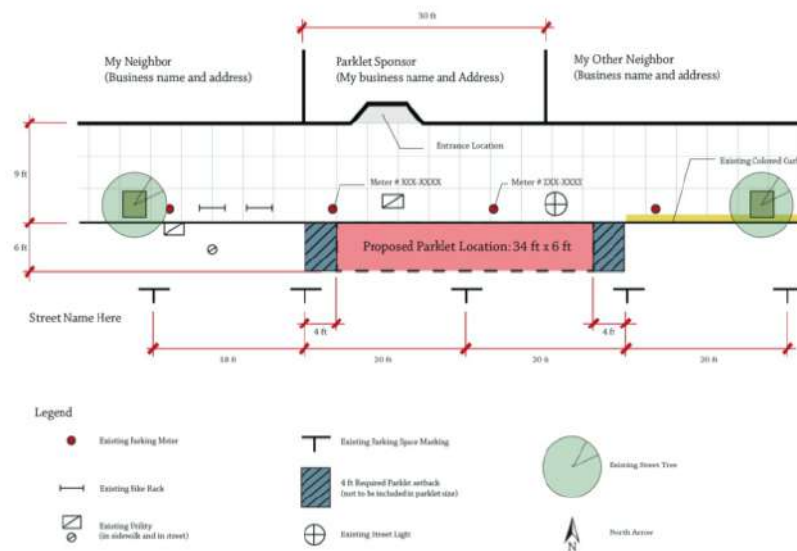 30 ft
My Neighbor
(Business name and address)
Parklet Sponsor
(My business name and Address)
My Other Neighbor
(Business name and address)
Entrance Location
Existing Colored Curb
9 ft
Meter # XXX-XXXX
Meter # XXX-XXXX
6 ft
Proposed Parklet Location: 34 ft x 6 ft
Street Name Here
4 ft
4 ft
18 ft
20 ft
20 ft
20 ft
Legend
Existing Parking Meter
Existing Parking Space Marking
Existing Street Tree
Existing Bike Rack
4 ft Required Parklet setback
(not to be included in parklet size)
Existing Utility
(in sidewalk and in street)
Existing Street Light
North Arrow
N